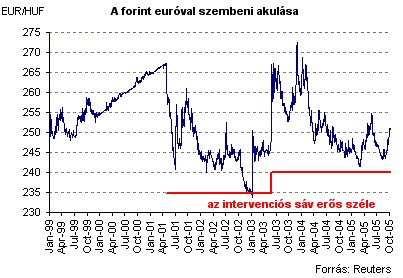 EUR/HUF
A forint euróval szembeni akulása
275
270
265
260
255
250
245
240
235
230
az intervenciós sáv erős széle
Jan-99
Apr-99
Jul-99
Oct-99
Jan-00
Apr-00
Jul-00
Oct-00
Jan-01
Apr-01
Jul-01
Oct-01
Jan-02
Apr-02
Jul-02
Oct-02
Jan-03
Apr-03
Jul-03
Oct-03
Jan-04
Apr-04
Jul-04
Oct-04
Jan-05
Apr-05
Jul-05
Oct-05
Forrás: Reuters